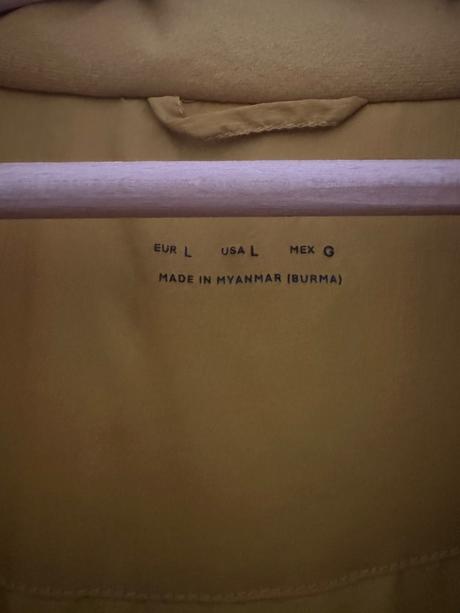 EUR L USA L MEX G
MADE IN MYANMAR (BURMA)